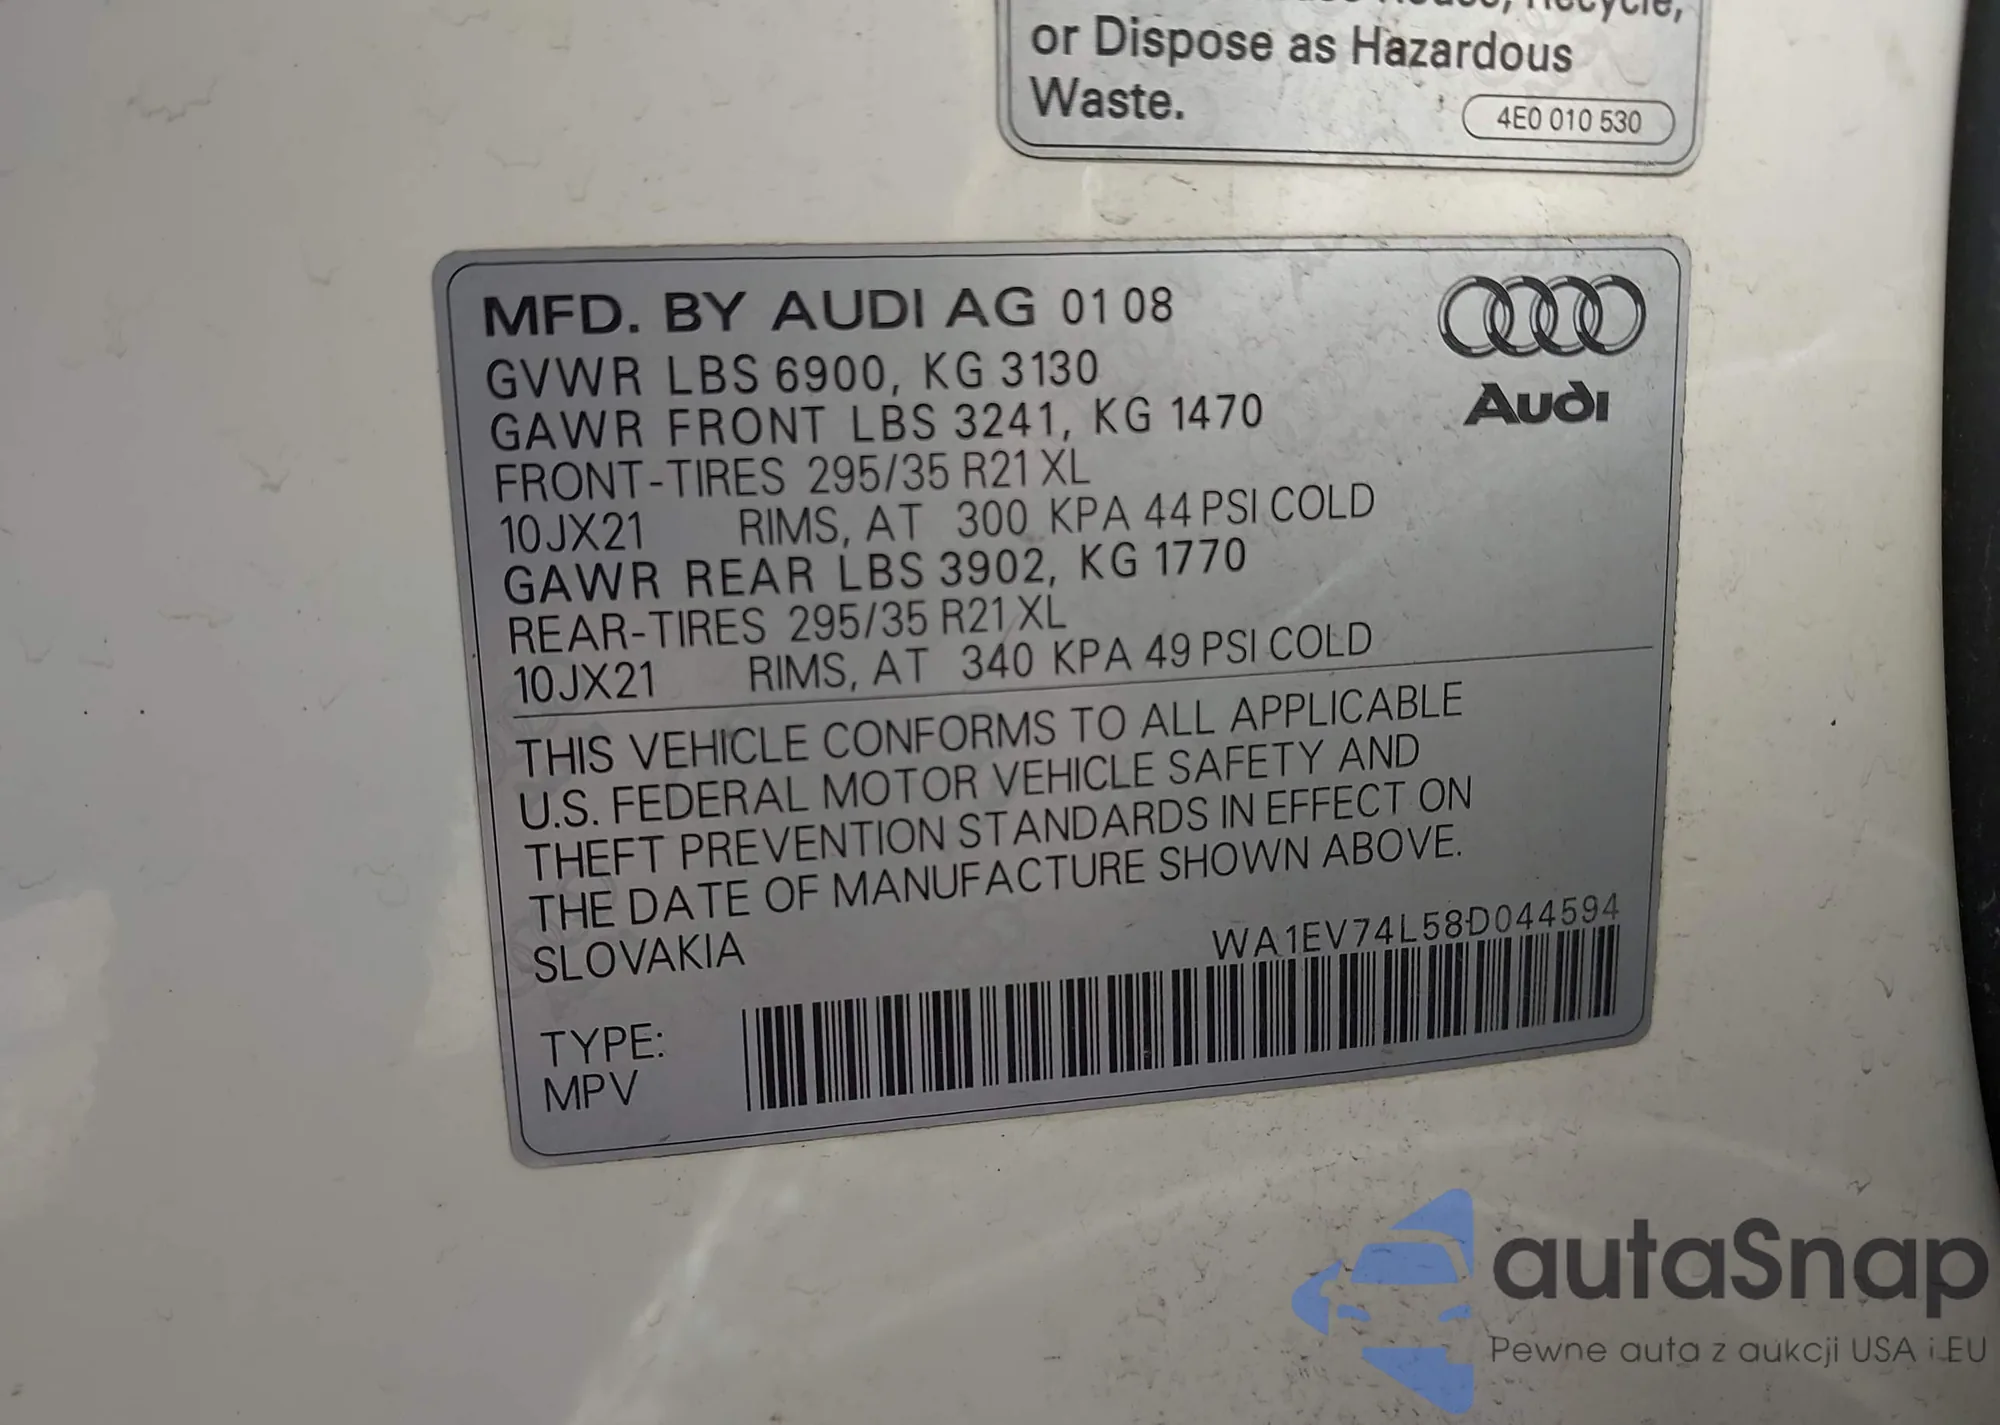 or Dispose as Hazardous
Waste.
4E0 010 530
MFD. BY AUDI AG 01 08
GVWR LBS 6900, KG 3130
GAWR FRONT LBS 3241, KG 1470
FRONT-TIRES 295/35 R21 XL
10JX21 RIMS, AT 300 KPA 44 PSI COLD
GAWR REAR LBS 3902, KG 1770
REAR-TIRES 295/35 R21 XL
10JX21 RIMS, AT 340 KPA 49 PSI COLD
Audi
THIS VEHICLE CONFORMS TO ALL APPLICABLE
U.S. FEDERAL MOTOR VEHICLE SAFETY AND
THEFT PREVENTION STANDARDS IN EFFECT ON
THE DATE OF MANUFACTURE SHOWN ABOVE.
SLOVAKIA
WA1EV74L58D044594
TYPE:
MPV
autaSnap
Pewne auta z aukcji USA i EU